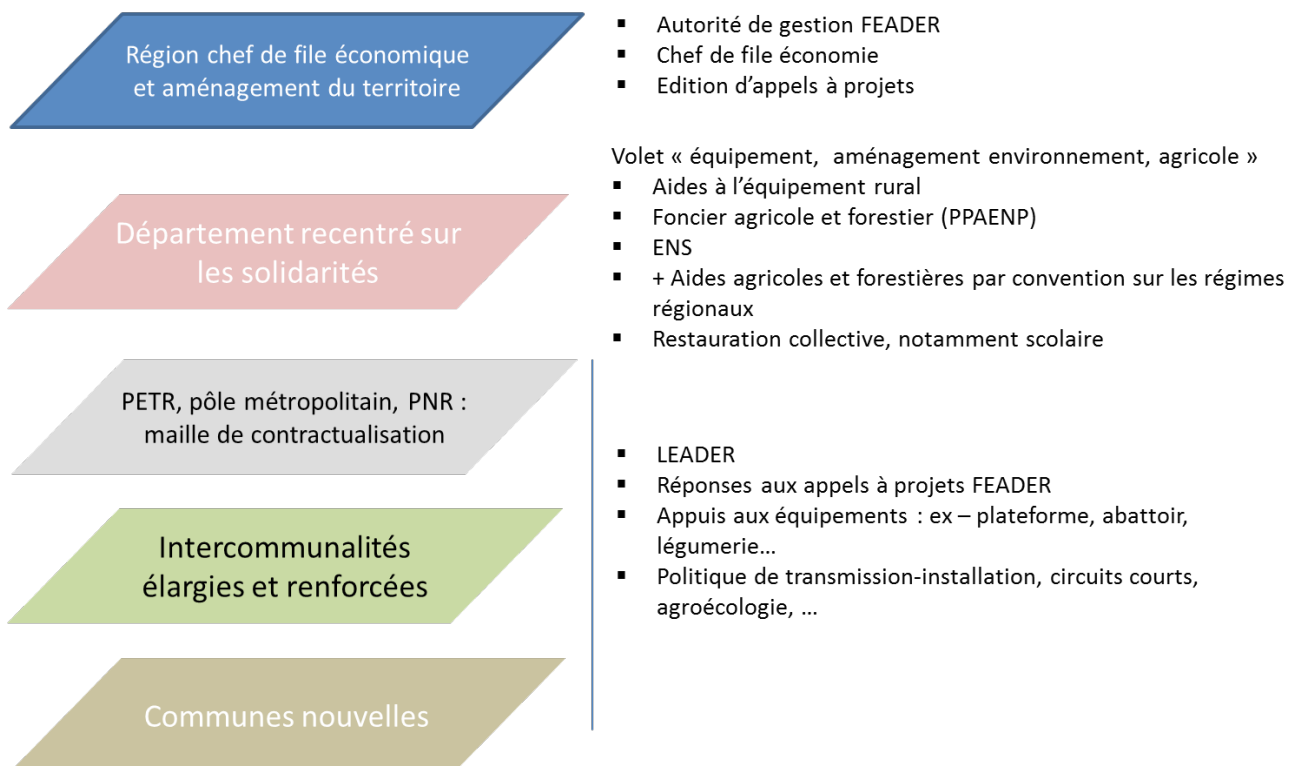 Région chef de file économique
et aménagement du territoire
▪ Autorité de gestion FEADER
▪ Chef de file économie
▪ Edition d’appels à projets
Département recentré sur
les solidarités
Volet « équipement, aménagement environnement, agricole »
▪ Aides à l’équipement rural
▪ Foncier agricole et forestier (PPAENP)
▪ ENS
▪ + Aides agricoles et forestières par convention sur les régimes
régionaux
▪ Restauration collective, notamment scolaire
PETR, pôle métropolitain, PNR :
maille de contractualisation
Intercommunalités
élargies et renforcées
Communes nouvelles
▪ LEADER
▪ Réponses aux appels à projets FEADER
▪ Appuis aux équipements : ex – plateforme, abattoir,
légumerie…
▪ Politique de transmission-installation, circuits courts,
agroécologie, …